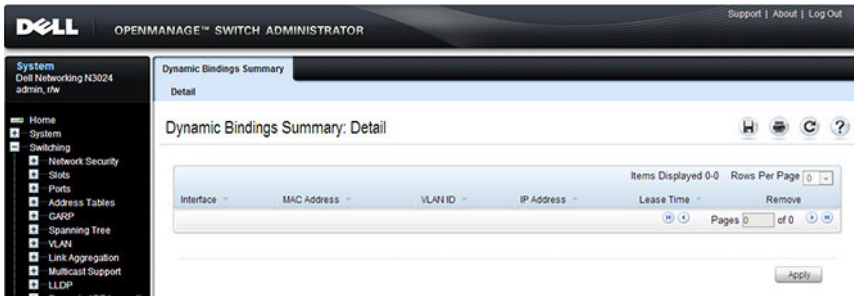 Support | About | Log Out
DELL OPENMANAGE™ SWITCH ADMINISTRATOR
System
Dell Networking N3024
admin, r/w
Home
System
Switching
Network Security
Slots
Ports
Address Tables
GARP
Spanning Tree
VLAN
Link Aggregation
Multicast Support
LLDP
Dynamic Bindings Summary
Detail
Dynamic Bindings Summary: Detail
Items Displayed 0-0 Rows Per Page 0
Interface MAC Address VLAN ID IP Address Lease Time Remove
Pages 0 of 0
Apply